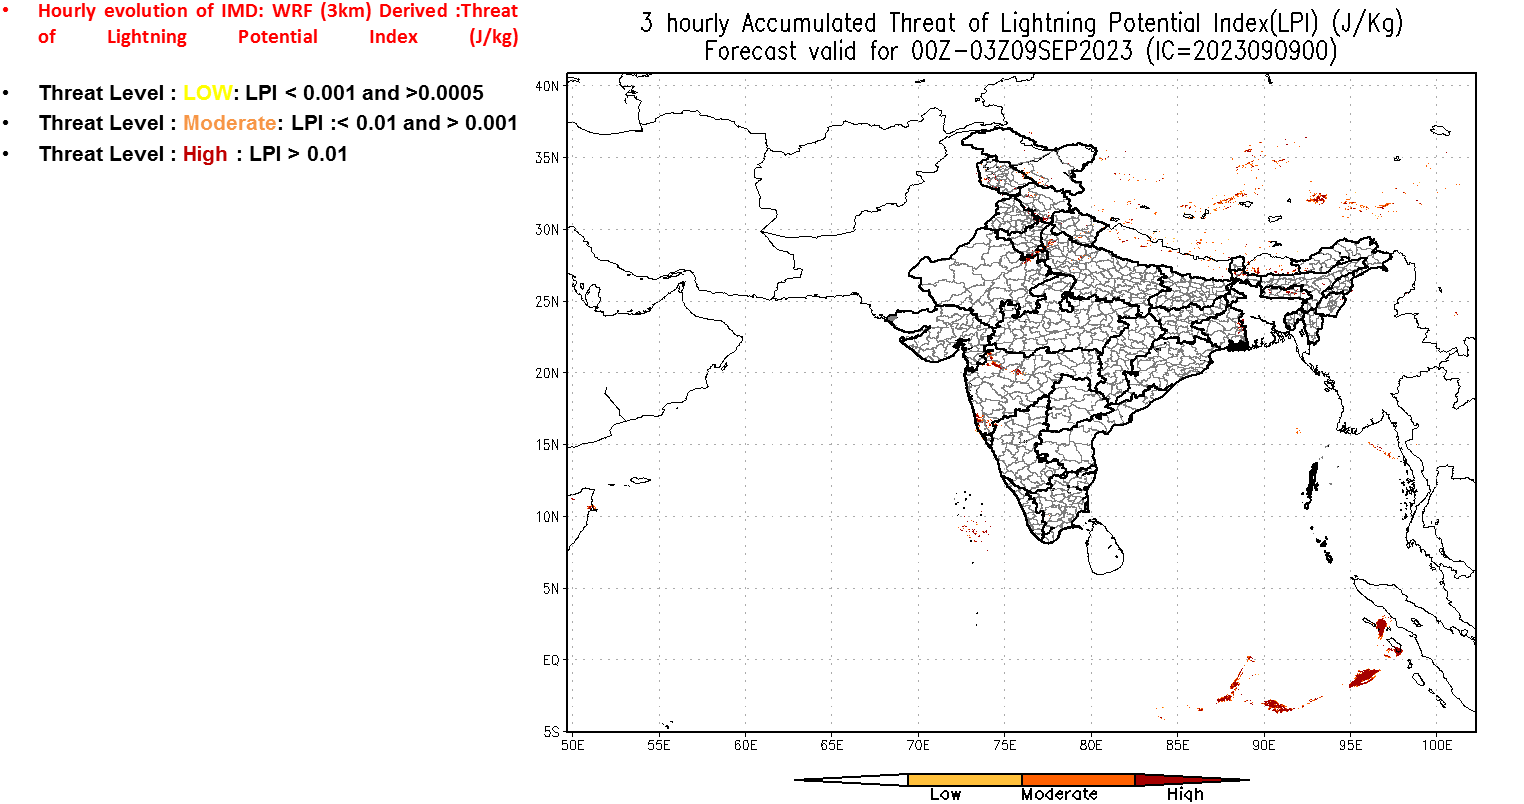 • Hourly evolution of IMD: WRF (3km) Derived :Threat
of Lightning Potential Index (J/kg)
• Threat Level : LOW: LPI < 0.001 and >0.0005
• Threat Level : Moderate: LPI :< 0.01 and > 0.001
• Threat Level : High : LPI > 0.01
3 hourly Accumulated Threat of Lightning Potential Index(LPI) (J/Kg)
Forecast valid for 00Z-03Z09SEP2023 (IC=2023090900)
40N
35N
30N
25N
20N
15N
10N
5N
EQ
5S
50E 55E 60E 65E 70E 75E 80E 85E 90E 95E 100E
Low Moderate High